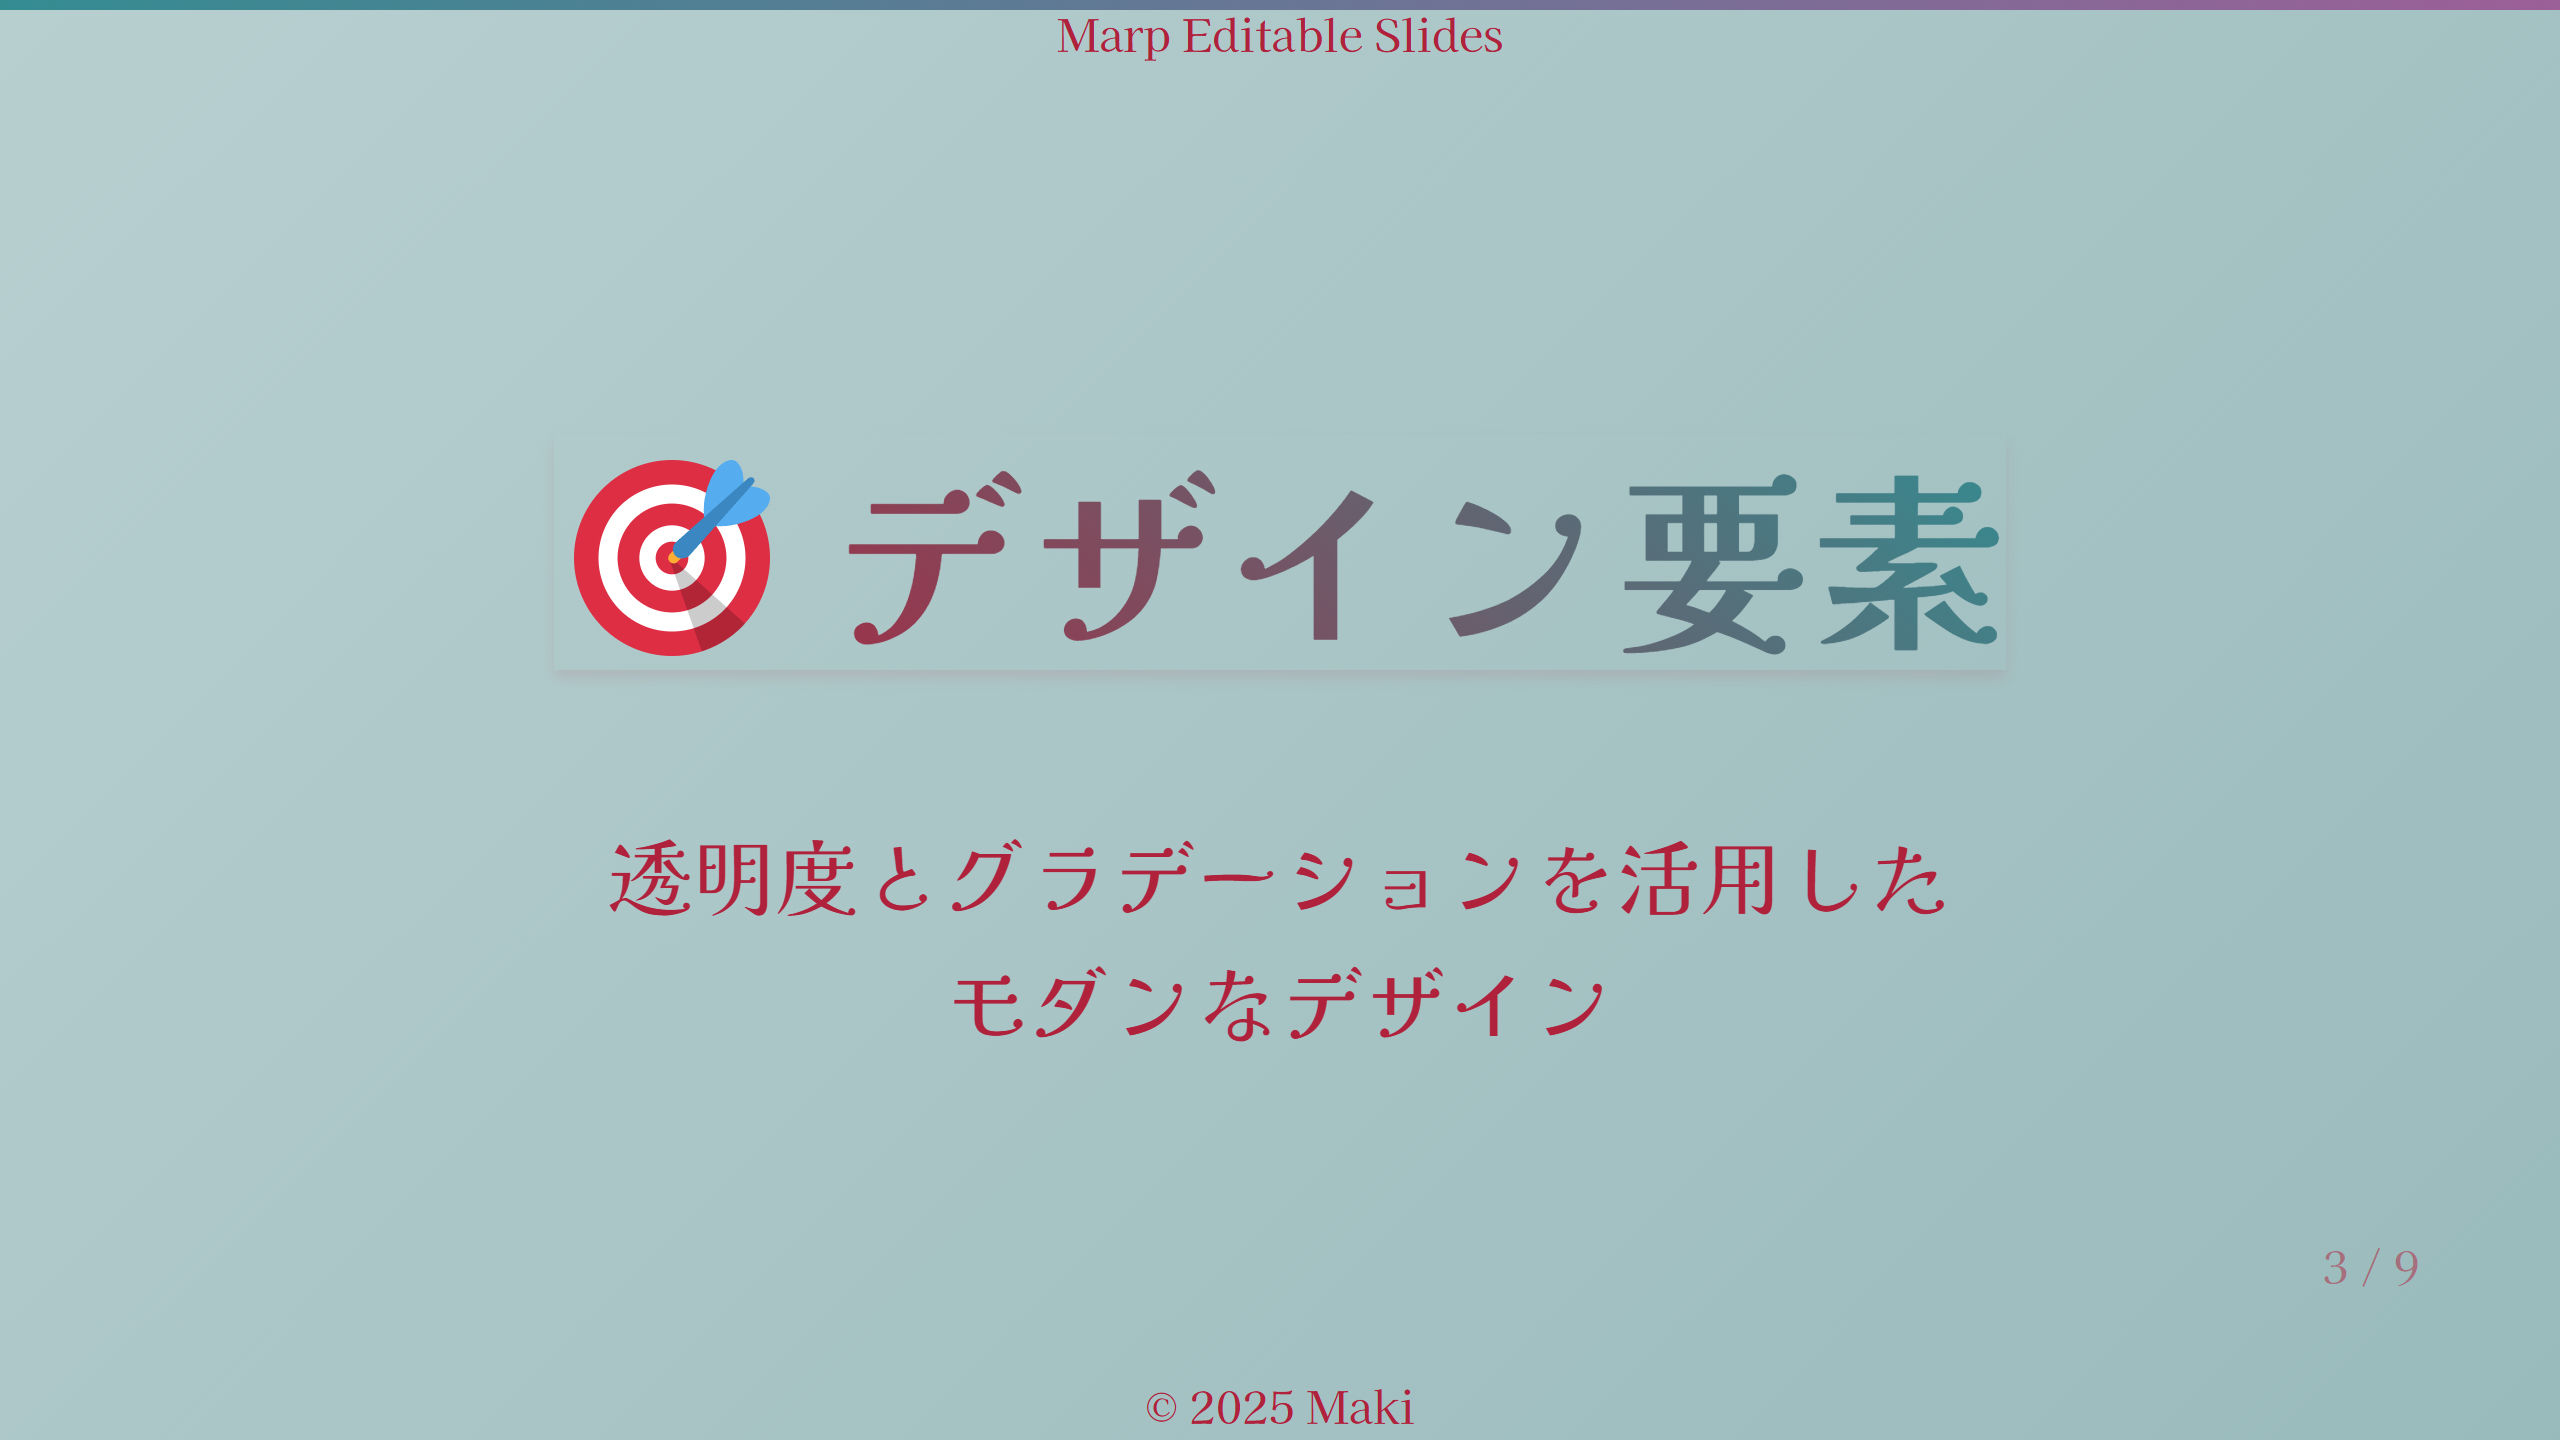 Marp Editable Slides
🎯 デザイン要素
透明度とグラデーションを活用した
モダンなデザイン
3 / 9
© 2025 Maki